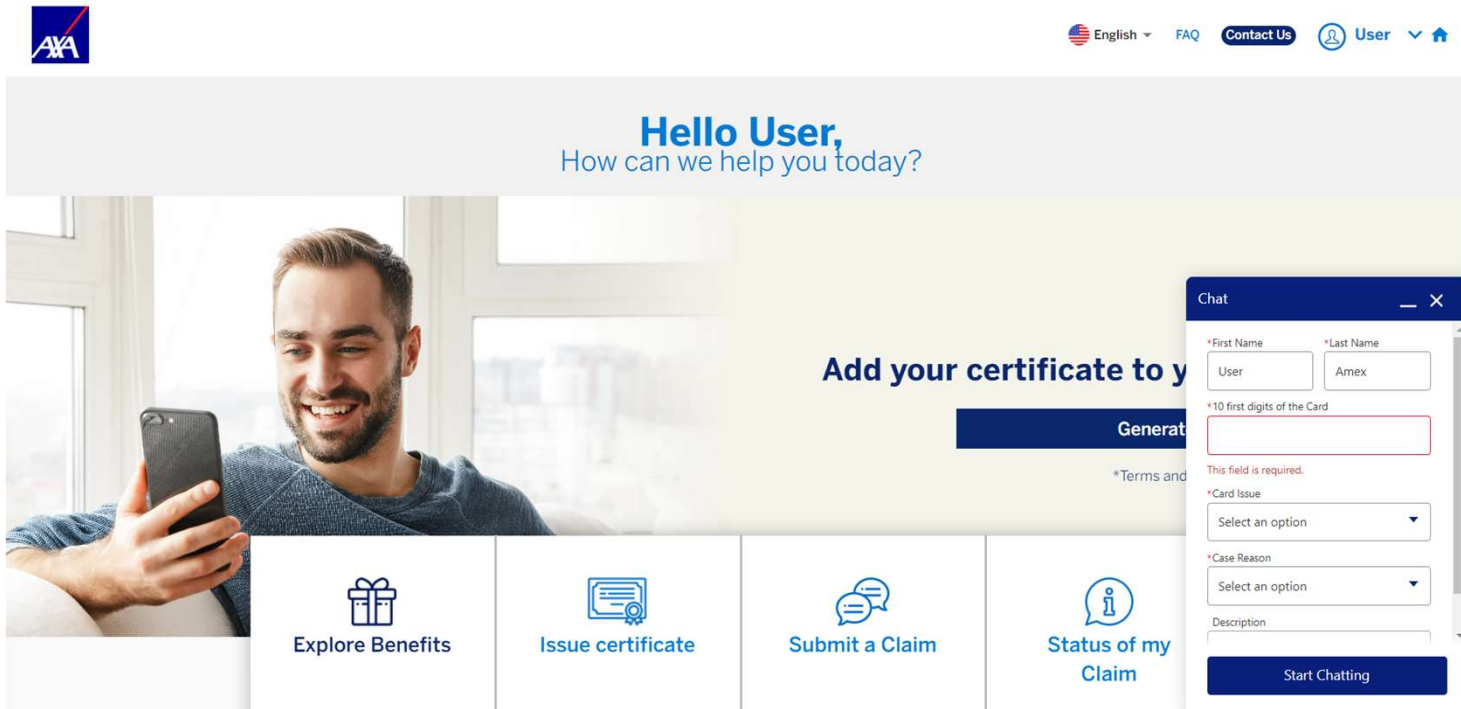 AXA
English
FAQ
Contact Us
User
Hello User,
How can we help you today?
Add your certificate to y
Generat
*Terms and
Explore Benefits
Issue certificate
Submit a Claim
Status of my
Claim
Chat
*First Name *Last Name
User Amex
*10 first digits of the Card
This field is required.
*Card Issue
Select an option
*Case Reason
Select an option
Description
Start Chatting